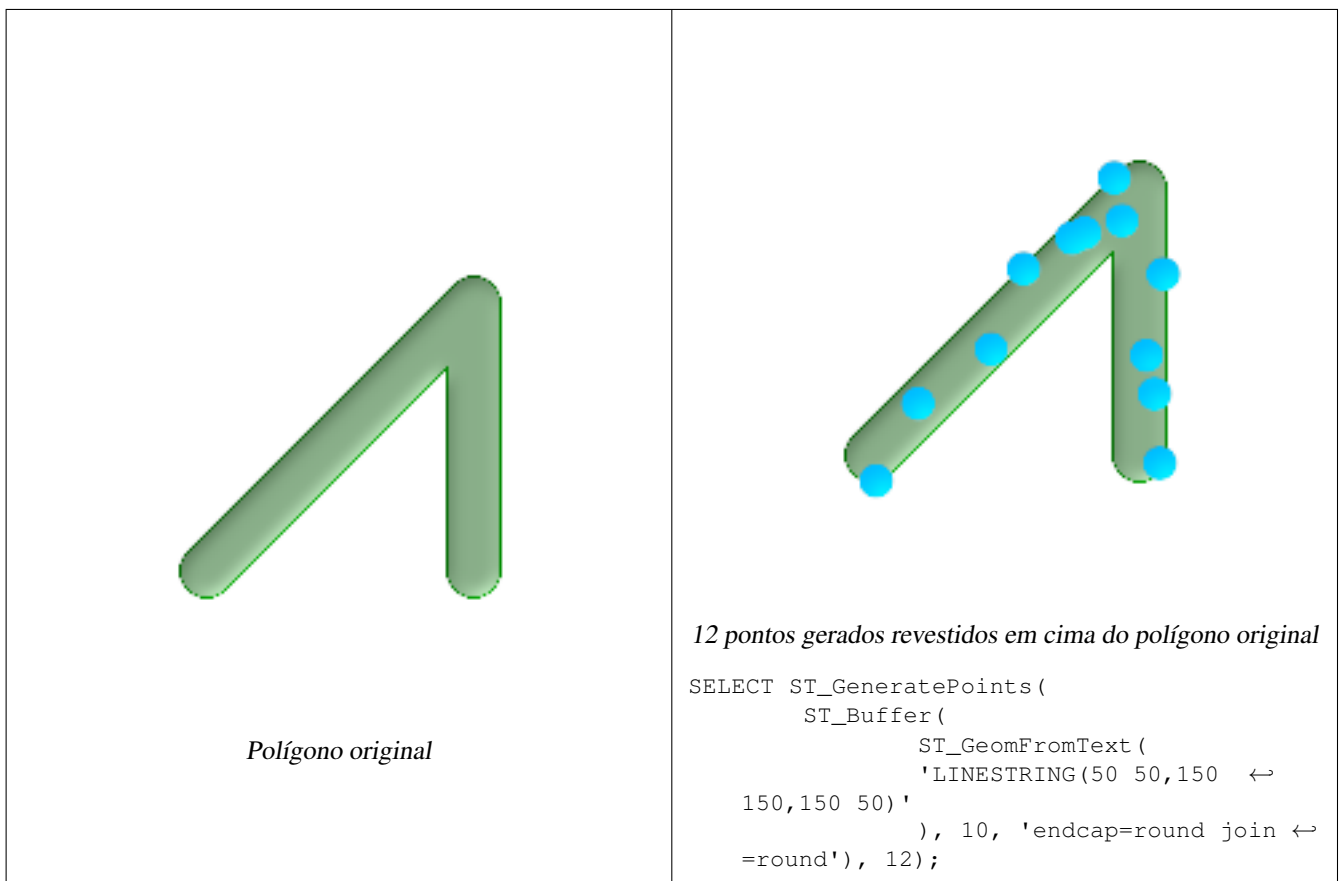 Polígono original
12 pontos gerados revestidos em cima do polígono original
SELECT ST_GeneratePoints(
ST_Buffer(
ST_GeomFromText(
'LINESTRING(50 50,150 ↩
150,150 50)'
), 10, 'endcap=round join ↩
=round'), 12);